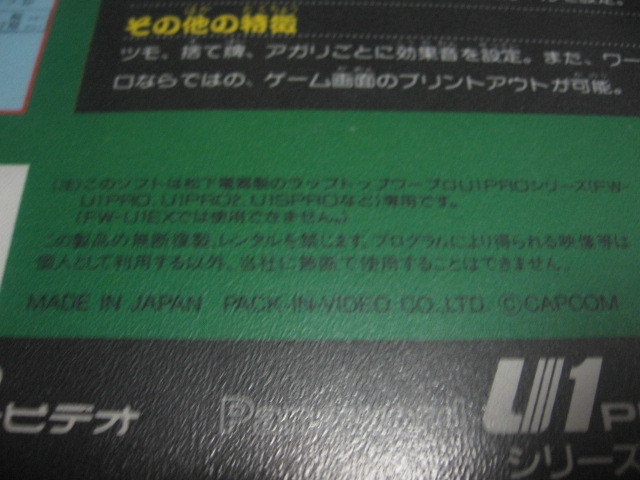 その他の特徴
ツモ、捨て牌、アガリごとに効果音を設定。また、ワー
ロならではの、ゲーム画面のプリントアウトが可能。
(注)このソフトは松下電器製のラップトップワープロU1PROシリーズ(FW-
U1PRO、U1PRO2、U1SPROなど)専用です。
(FW-U1EXでは使用できません。)
この製品の無断複製、レンタルを禁じます。プログラムにより得られる映像等は
個人として利用する以外、当社に無断で使用することはできません。
MADE IN JAPAN PACK-IN-VIDEO CO.,LTD. ©CAPCOM
ビデオ
U1 P
シリーズ